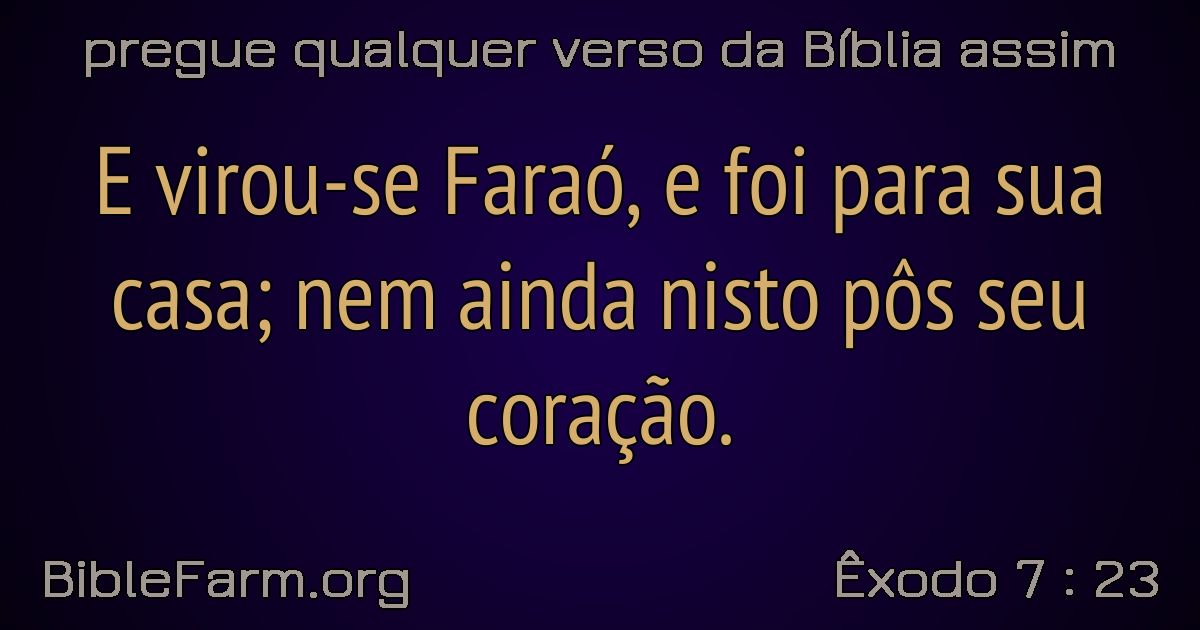 pregue qualquer verso da Bíblia assim
E virou-se Faraó, e foi para sua
casa; nem ainda nisto pôs seu
coração.
BibleFarm.org
Êxodo 7 : 23